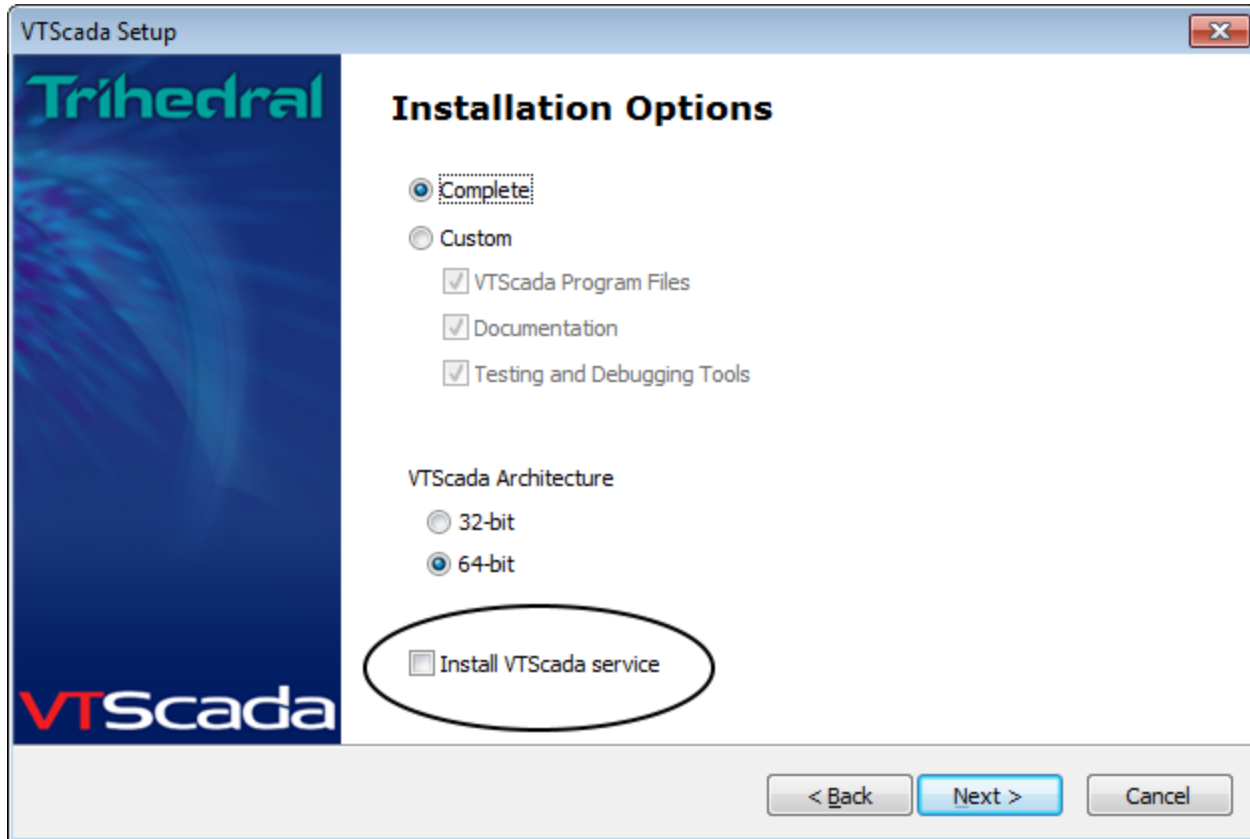 VTScada Setup
Trihedral
Installation Options
Complete
Custom
VTScada Program Files
Documentation
Testing and Debugging Tools
VTScada Architecture
32-bit
64-bit
Install VTScada service
VTScada
< Back Next > Cancel